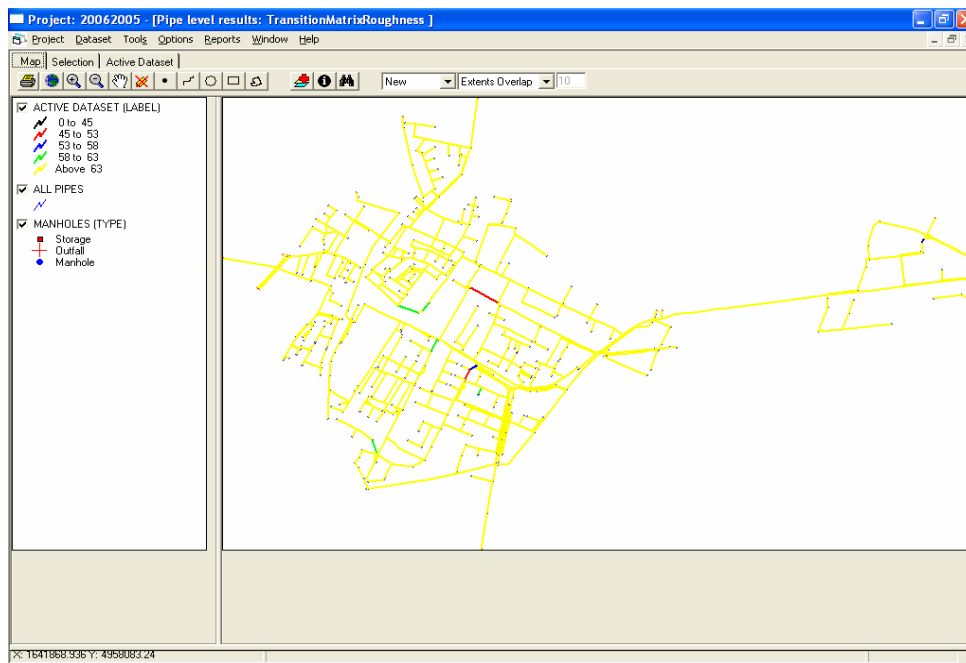 Project: 20062005 - [Pipe level results: TransitionMatrixRoughness ]
Project Dataset Tools Options Reports Window Help
Map Selection Active Dataset
New Extents Overlap 10
ACTIVE DATASET (LABEL)
0 to 45
45 to 53
53 to 58
58 to 63
Above 63
ALL PIPES
MANHOLES (TYPE)
Storage
Outfall
Manhole
X: 1641868.936 Y: 4958083.24